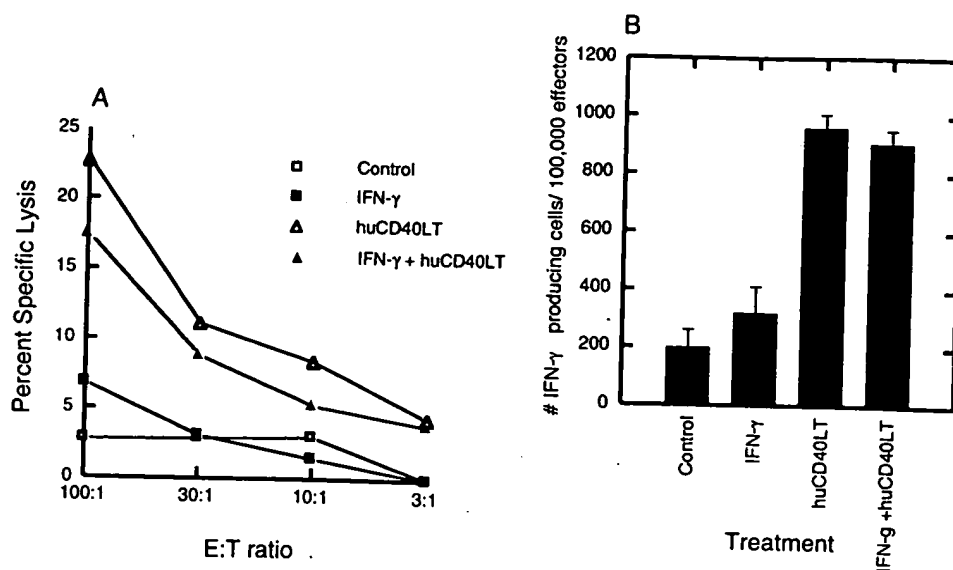 A
25
20
15
10
5
0
Percent Specific Lysis
100:1
30:1
10:1
3:1
E:T ratio
Control
IFN-γ
huCD40LT
IFN-γ + huCD40LT
B
1200
1000
800
600
400
200
0
# IFN-γ producing cells/ 100,000 effectors
Control
IFN-γ
huCD40LT
IFN-g +huCD40LT
Treatment